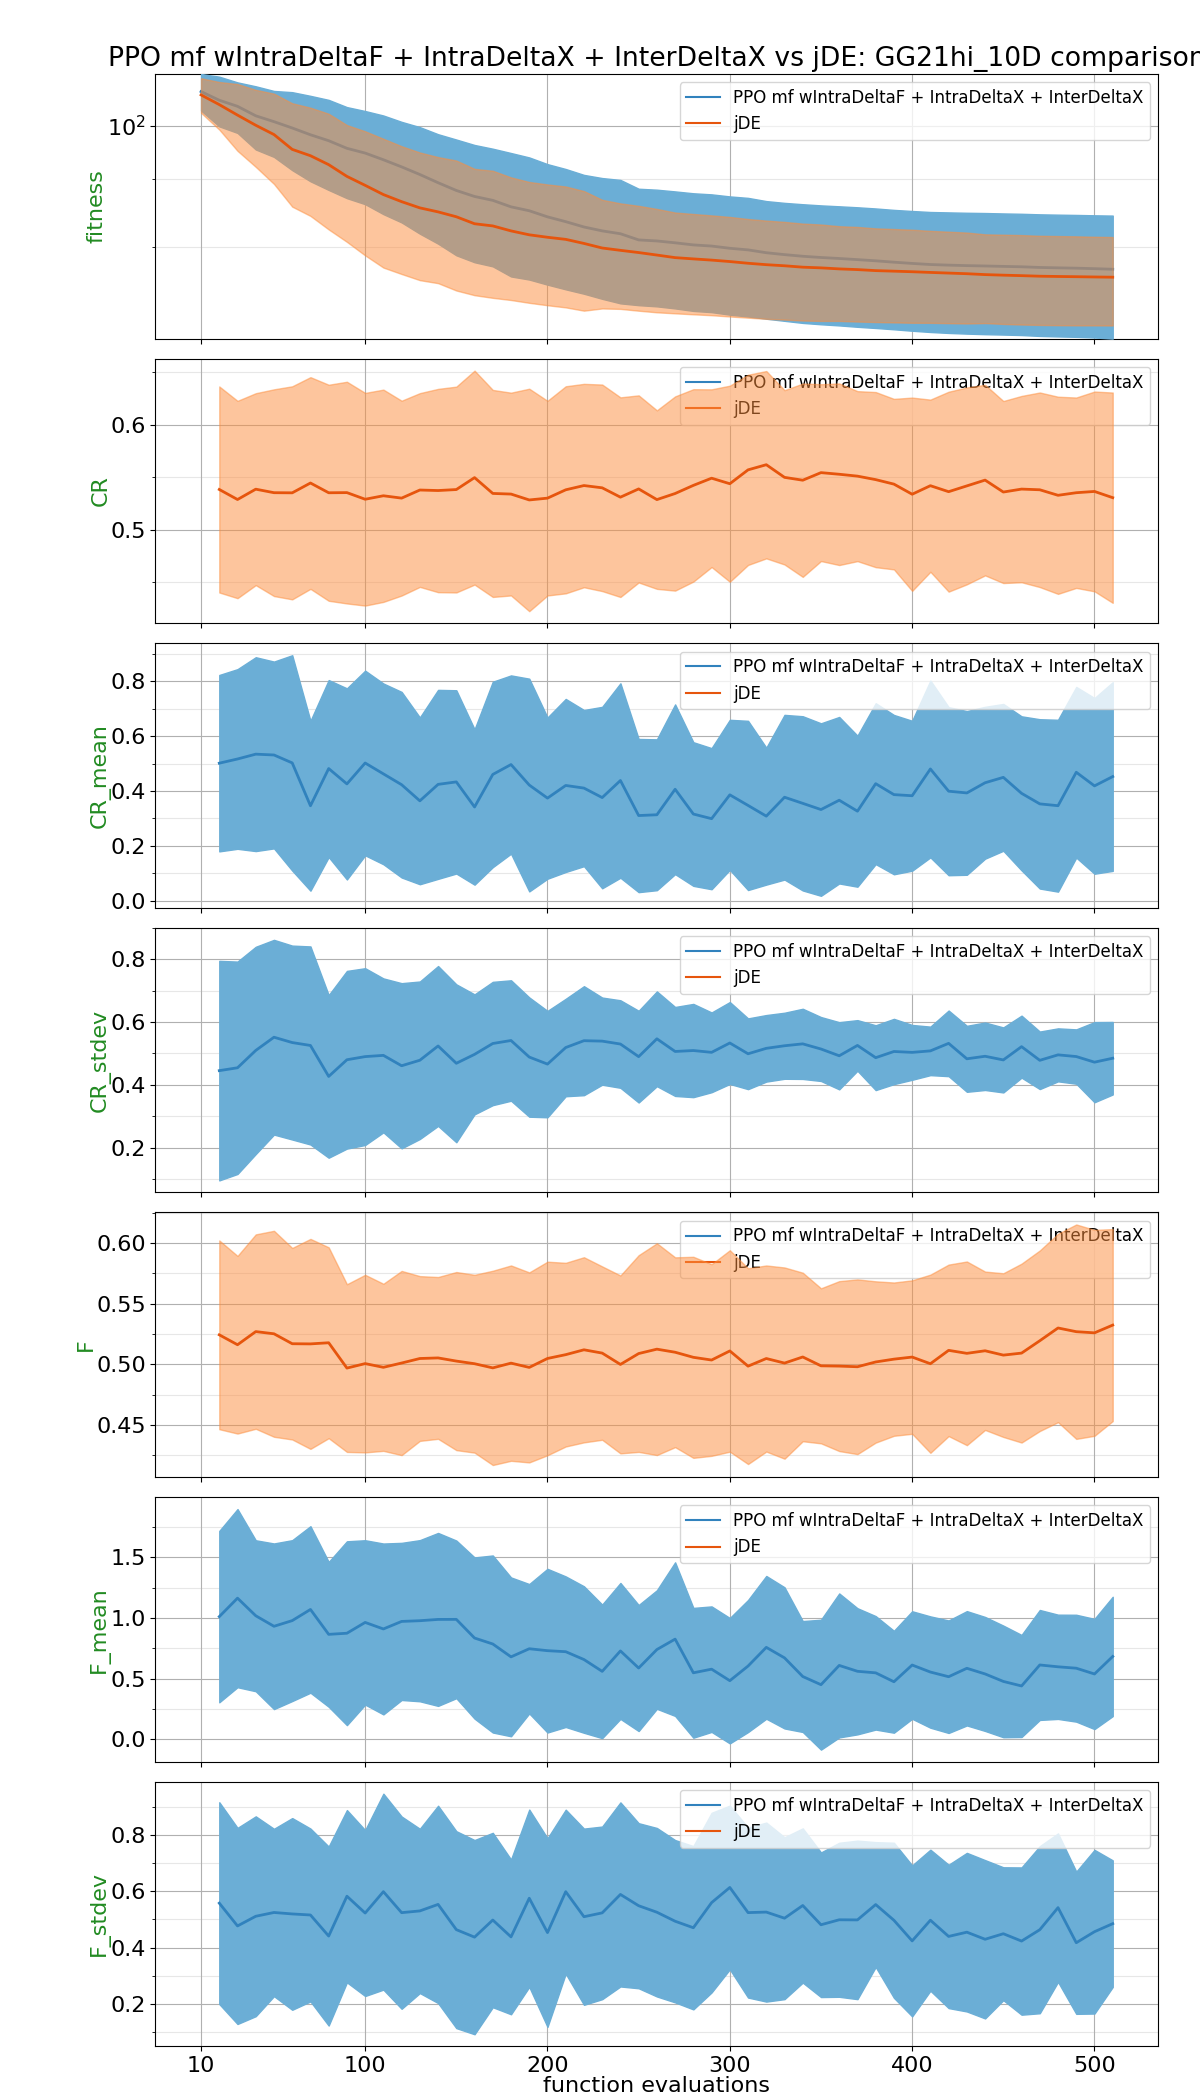 PPO mf wIntraDeltaF + IntraDeltaX + InterDeltaX vs jDE: GG21hi_10D comparison
PPO mf wIntraDeltaF + IntraDeltaX + InterDeltaX
jDE
10²
fitness
PPO mf wIntraDeltaF + IntraDeltaX + InterDeltaX
jDE
0.6
0.5
CR
PPO mf wIntraDeltaF + IntraDeltaX + InterDeltaX
jDE
0.8
0.6
0.4
0.2
0.0
CR_mean
PPO mf wIntraDeltaF + IntraDeltaX + InterDeltaX
jDE
0.8
0.6
0.4
0.2
CR_stdev
PPO mf wIntraDeltaF + IntraDeltaX + InterDeltaX
jDE
0.60
0.55
0.50
0.45
F
PPO mf wIntraDeltaF + IntraDeltaX + InterDeltaX
jDE
1.5
1.0
0.5
0.0
F_mean
PPO mf wIntraDeltaF + IntraDeltaX + InterDeltaX
jDE
0.8
0.6
0.4
0.2
F_stdev
10 100 200 300 400 500
function evaluations